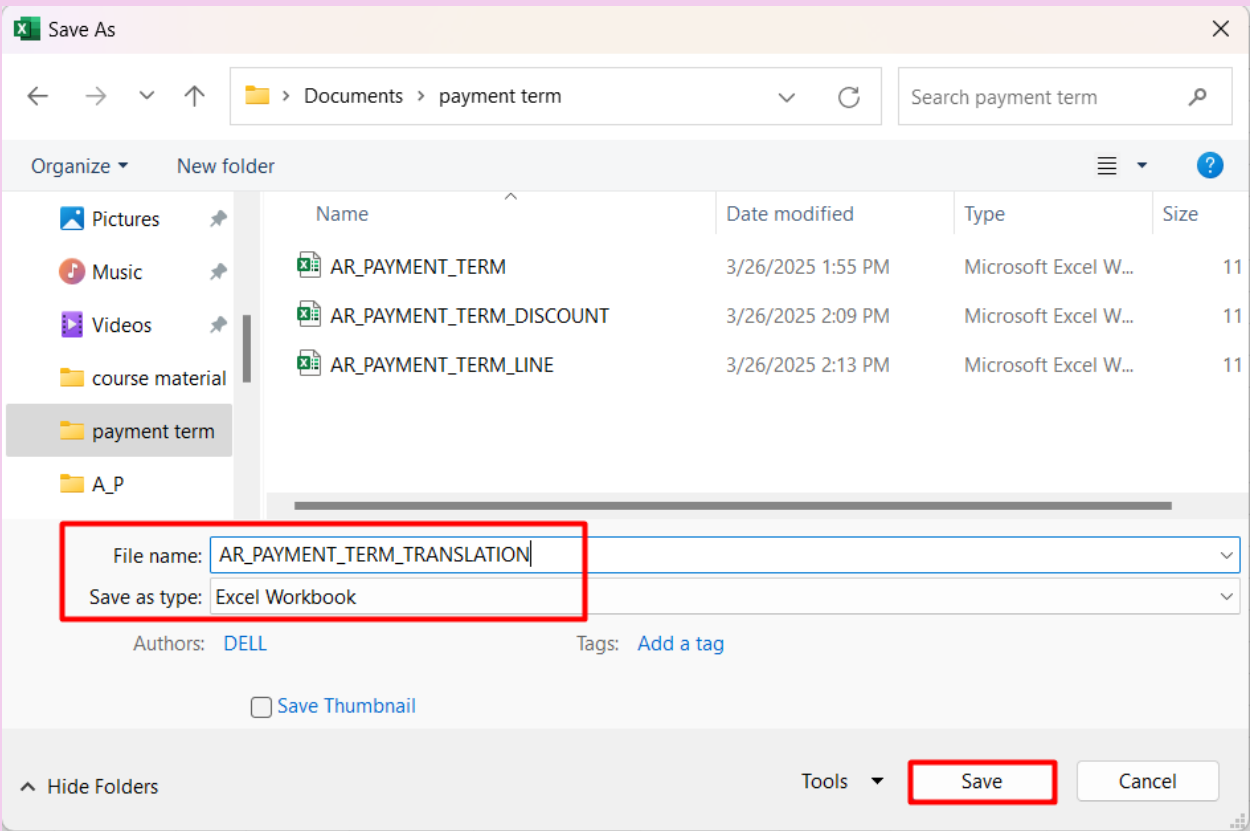 Save As
Documents > payment term
Search payment term
Organize
New folder
?
Name
Date modified
Type
Size
Pictures
Music
Videos
course material
payment term
A_P
AR_PAYMENT_TERM 3/26/2025 1:55 PM Microsoft Excel W... 11
AR_PAYMENT_TERM_DISCOUNT 3/26/2025 2:09 PM Microsoft Excel W... 11
AR_PAYMENT_TERM_LINE 3/26/2025 2:13 PM Microsoft Excel W... 11
File name: AR_PAYMENT_TERM_TRANSLATION
Save as type: Excel Workbook
Authors: DELL
Tags: Add a tag
Save Thumbnail
Hide Folders
Tools
Save
Cancel